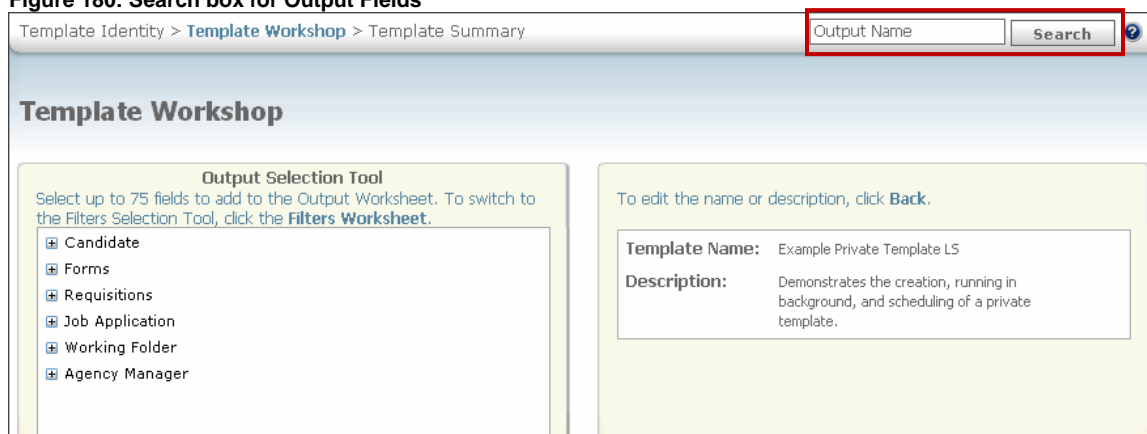 Figure 180: Search box for Output Fields
Template Identity > Template Workshop > Template Summary
Output Name
Search
?
Template Workshop
Output Selection Tool
Select up to 75 fields to add to the Output Worksheet. To switch to
the Filters Selection Tool, click the Filters Worksheet.
Candidate
Forms
Requisitions
Job Application
Working Folder
Agency Manager
To edit the name or description, click Back.
Template Name: Example Private Template LS
Description: Demonstrates the creation, running in
background, and scheduling of a private
template.